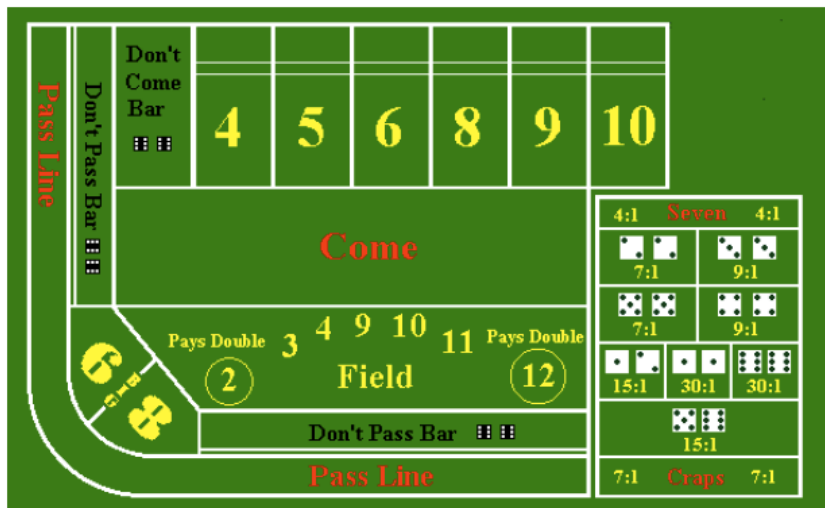 Pass Line
Don't Pass Bar
Don't
Come
Bar
4 5 6 8 9 10
Come
Pays Double
2
3 4 9 10 11
Field
Pays Double
12
6
BIG
8
Don't Pass Bar
Pass Line
4:1 Seven 4:1
7:1 9:1
7:1 9:1
15:1 30:1 30:1
15:1
7:1 Craps 7:1